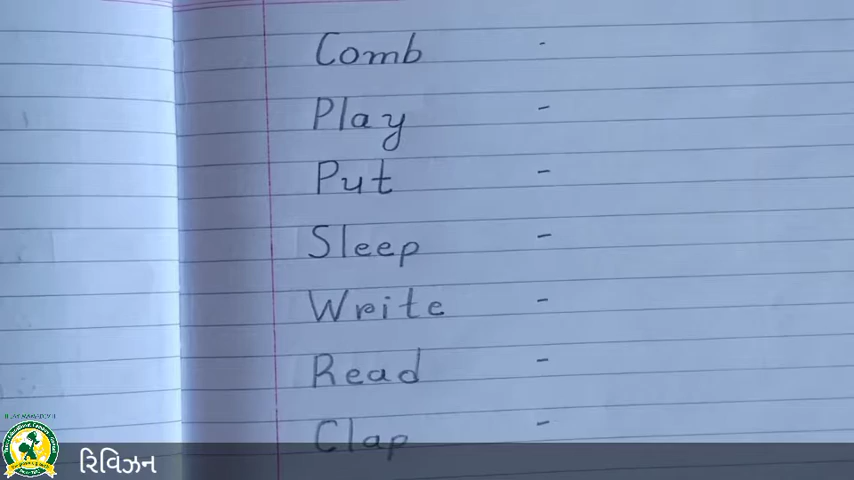 Comb -
Play -
Put -
Sleep -
Write -
Read -
Clap -
રિવિઝન